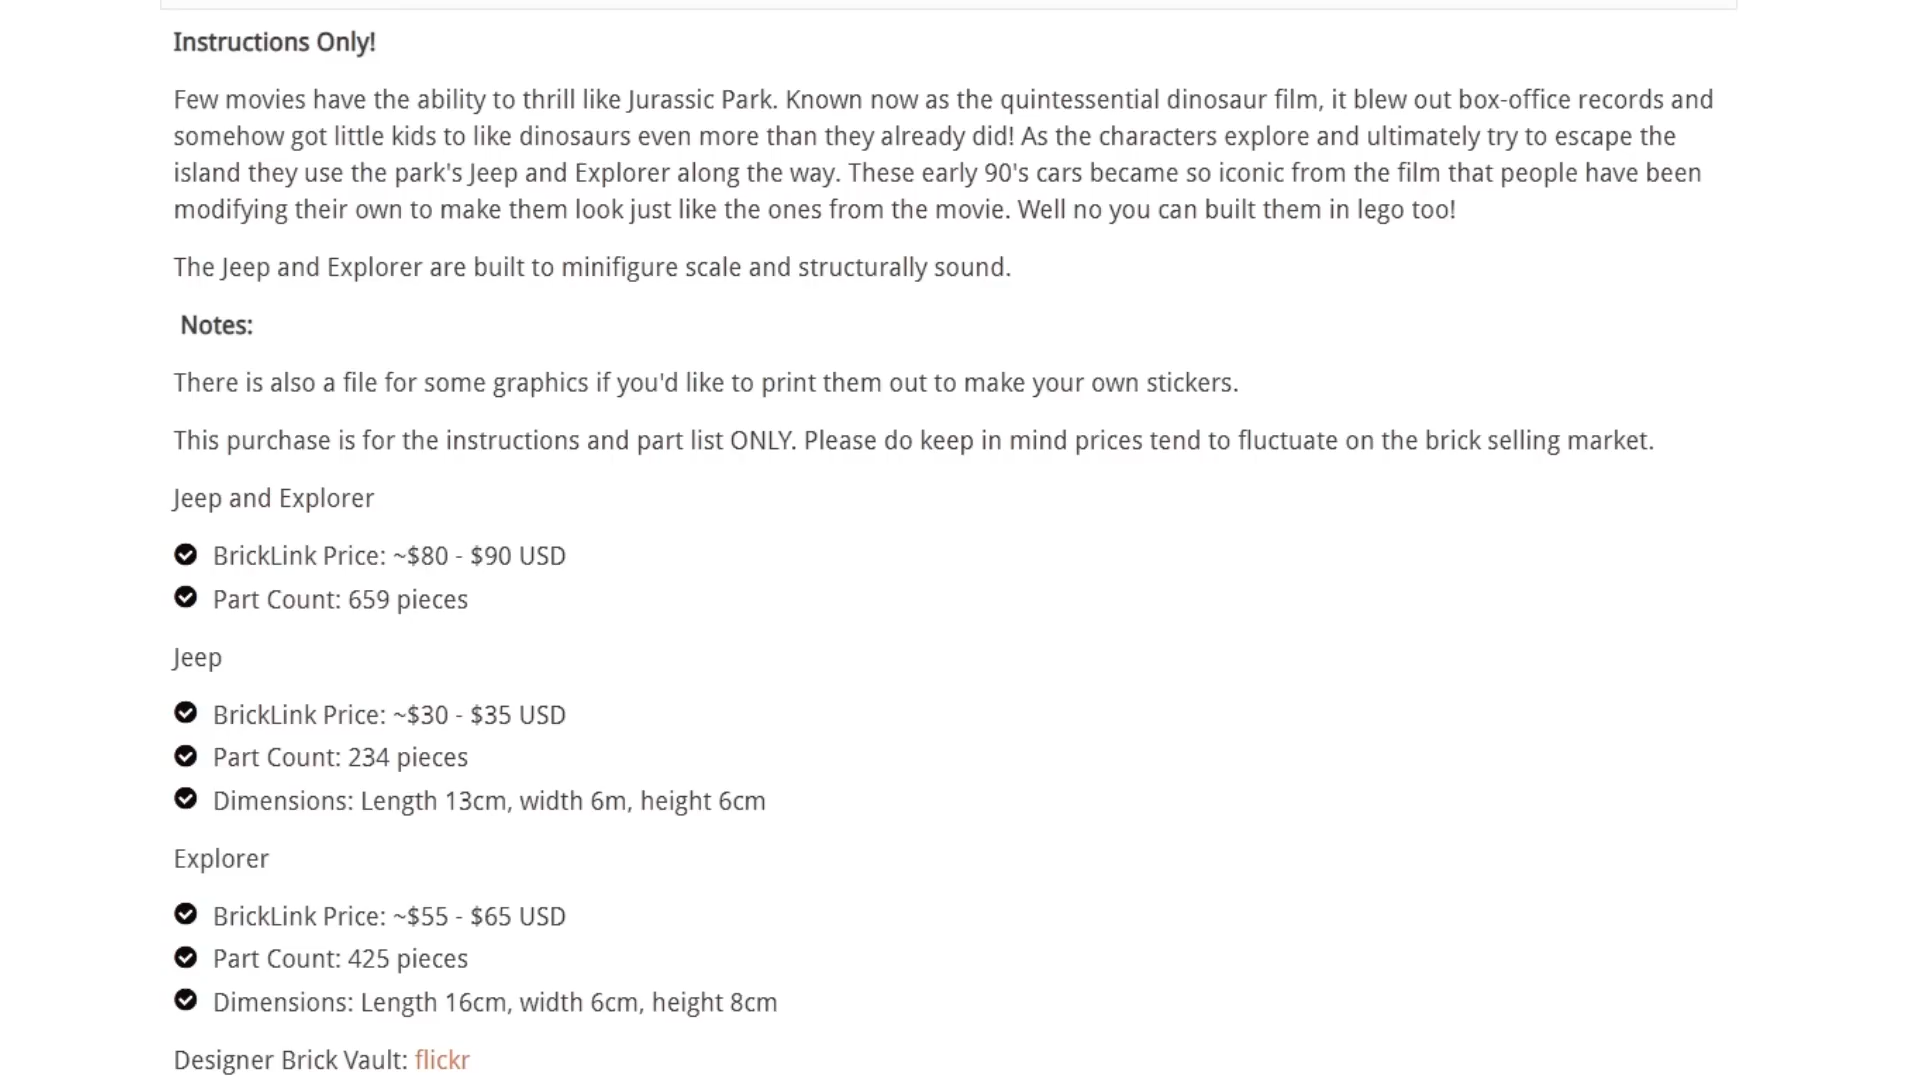 Instructions Only!
Few movies have the ability to thrill like Jurassic Park. Known now as the quintessential dinosaur film, it blew out box-office records and
somehow got little kids to like dinosaurs even more than they already did! As the characters explore and ultimately try to escape the
island they use the park's Jeep and Explorer along the way. These early 90's cars became so iconic from the film that people have been
modifying their own to make them look just like the ones from the movie. Well no you can built them in lego too!
The Jeep and Explorer are built to minifigure scale and structurally sound.
Notes:
There is also a file for some graphics if you'd like to print them out to make your own stickers.
This purchase is for the instructions and part list ONLY. Please do keep in mind prices tend to fluctuate on the brick selling market.
Jeep and Explorer
BrickLink Price: ~$80 - $90 USD
Part Count: 659 pieces
Jeep
BrickLink Price: ~$30 - $35 USD
Part Count: 234 pieces
Dimensions: Length 13cm, width 6m, height 6cm
Explorer
BrickLink Price: ~$55 - $65 USD
Part Count: 425 pieces
Dimensions: Length 16cm, width 6cm, height 8cm
Designer Brick Vault: flickr